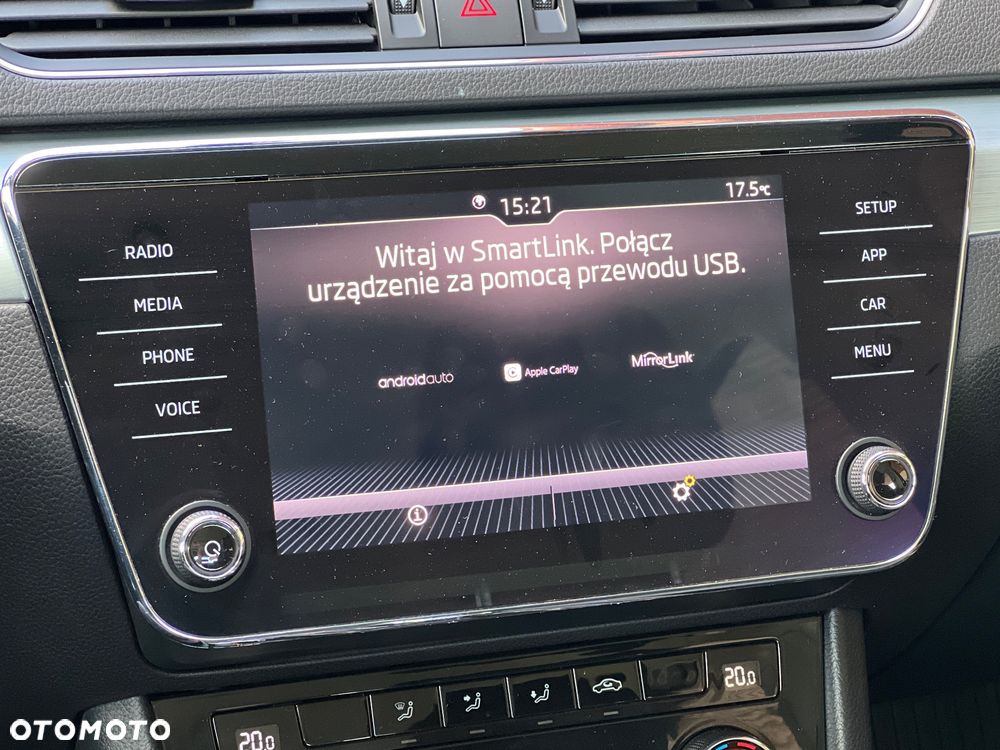 15:21
17.5°C
Witaj w SmartLink. Połącz
urządzenie za pomocą przewodu USB.
androidauto
Apple CarPlay
MirrorLink
RADIO
MEDIA
PHONE
VOICE
SETUP
APP
CAR
MENU
20.0
20.0
OTOMOTO